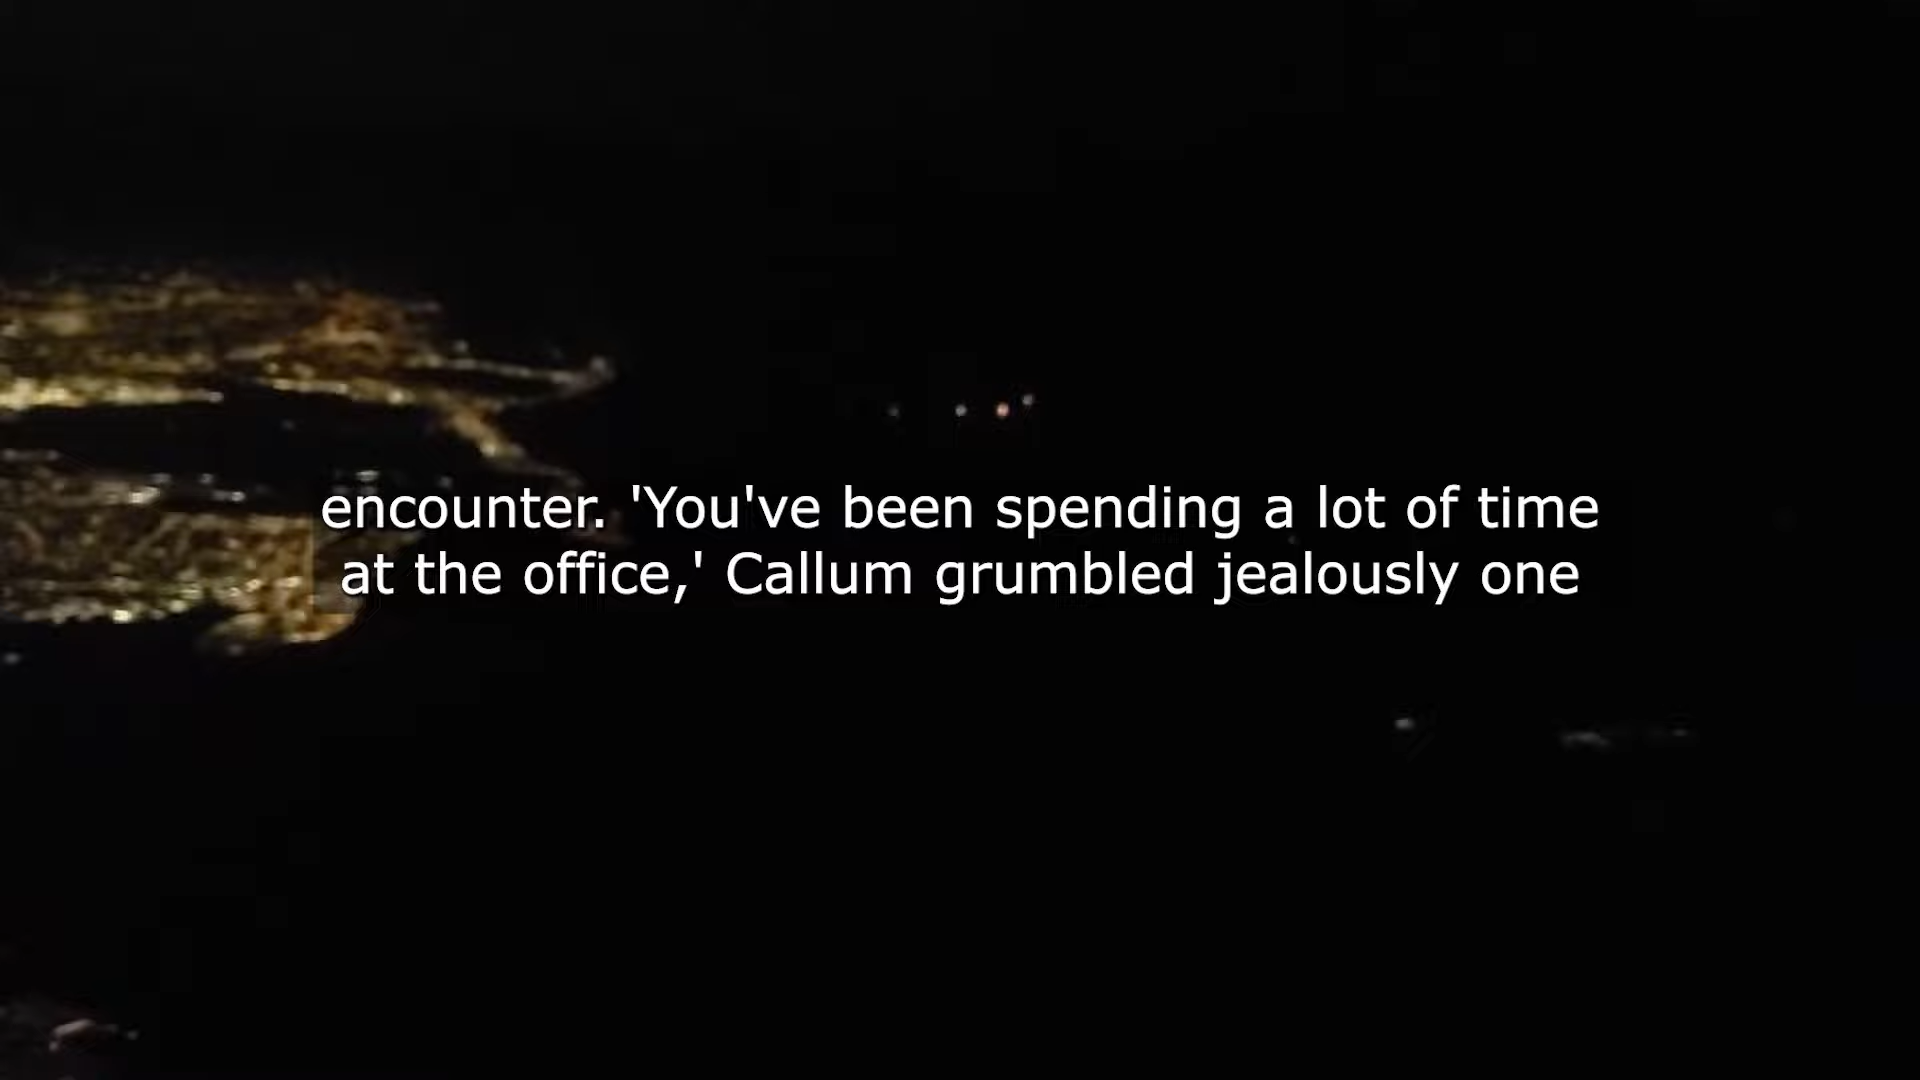 encounter. 'You've been spending a lot of time
at the office,' Callum grumbled jealously one